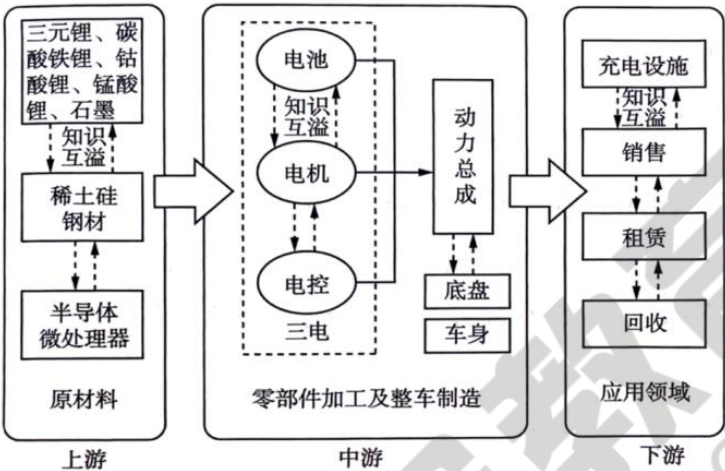 三元锂、碳
酸铁锂、钴
酸锂、锰酸
锂、石墨
知识
互溢
稀土硅
钢材
半导体
微处理器
原材料
上游
电池
知识
互溢
电机
电控
三电
动力总成
底盘
车身
零部件加工及整车制造
中游
充电设施
知识
互溢
销售
租赁
回收
应用领域
下游